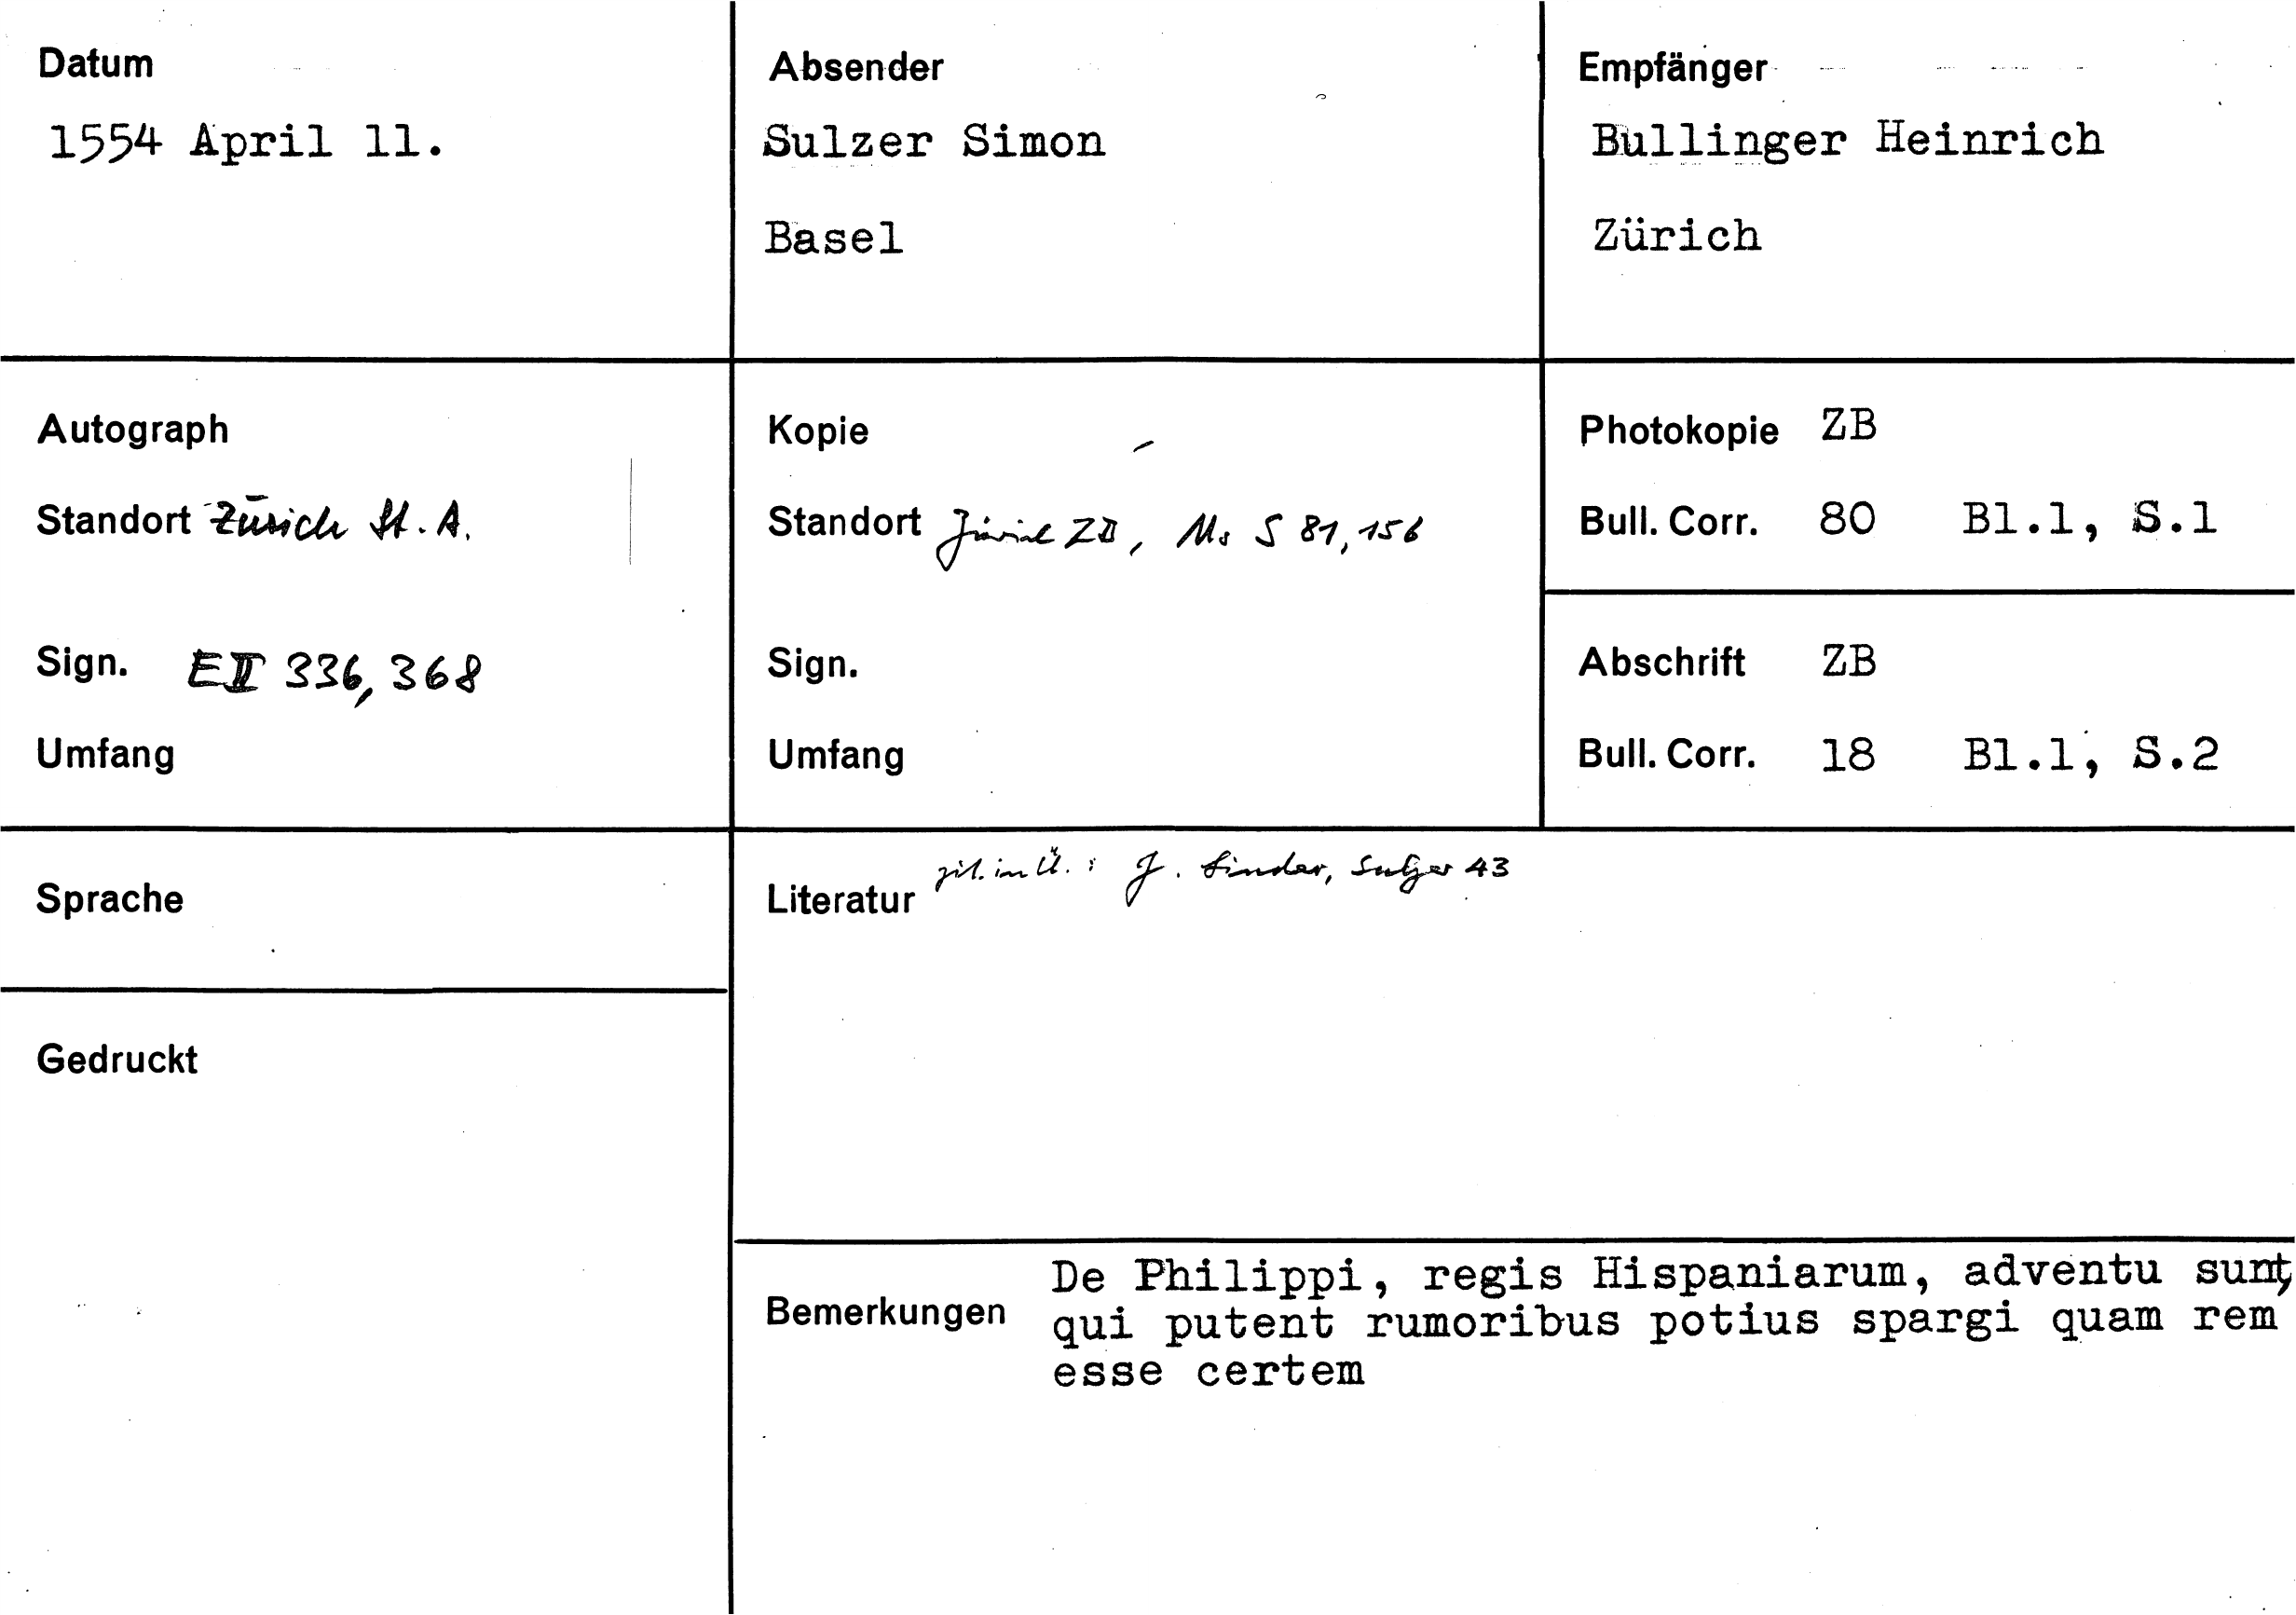 Datum
1554 April 11.
Absender
Sulzer Simon
Basel
Empfänger
Bullinger Heinrich
Zürich
Autograph
Standort Zürich St. A.
Sign. E II 336, 368
Umfang
Kopie
Standort Zürich ZB, Ms S 81, 156
Sign.
Umfang
Photokopie ZB
Bull. Corr. 80 Bl.1, S.1
Abschrift ZB
Bull. Corr. 18 Bl.1, S.2
Sprache
Gedruckt
Literatur zit. in Ü. : J. Linder, Sulzer 43
Bemerkungen
De Philippi, regis Hispaniarum, adventu sunt,
qui putent rumoribus potius spargi quam rem
esse certem